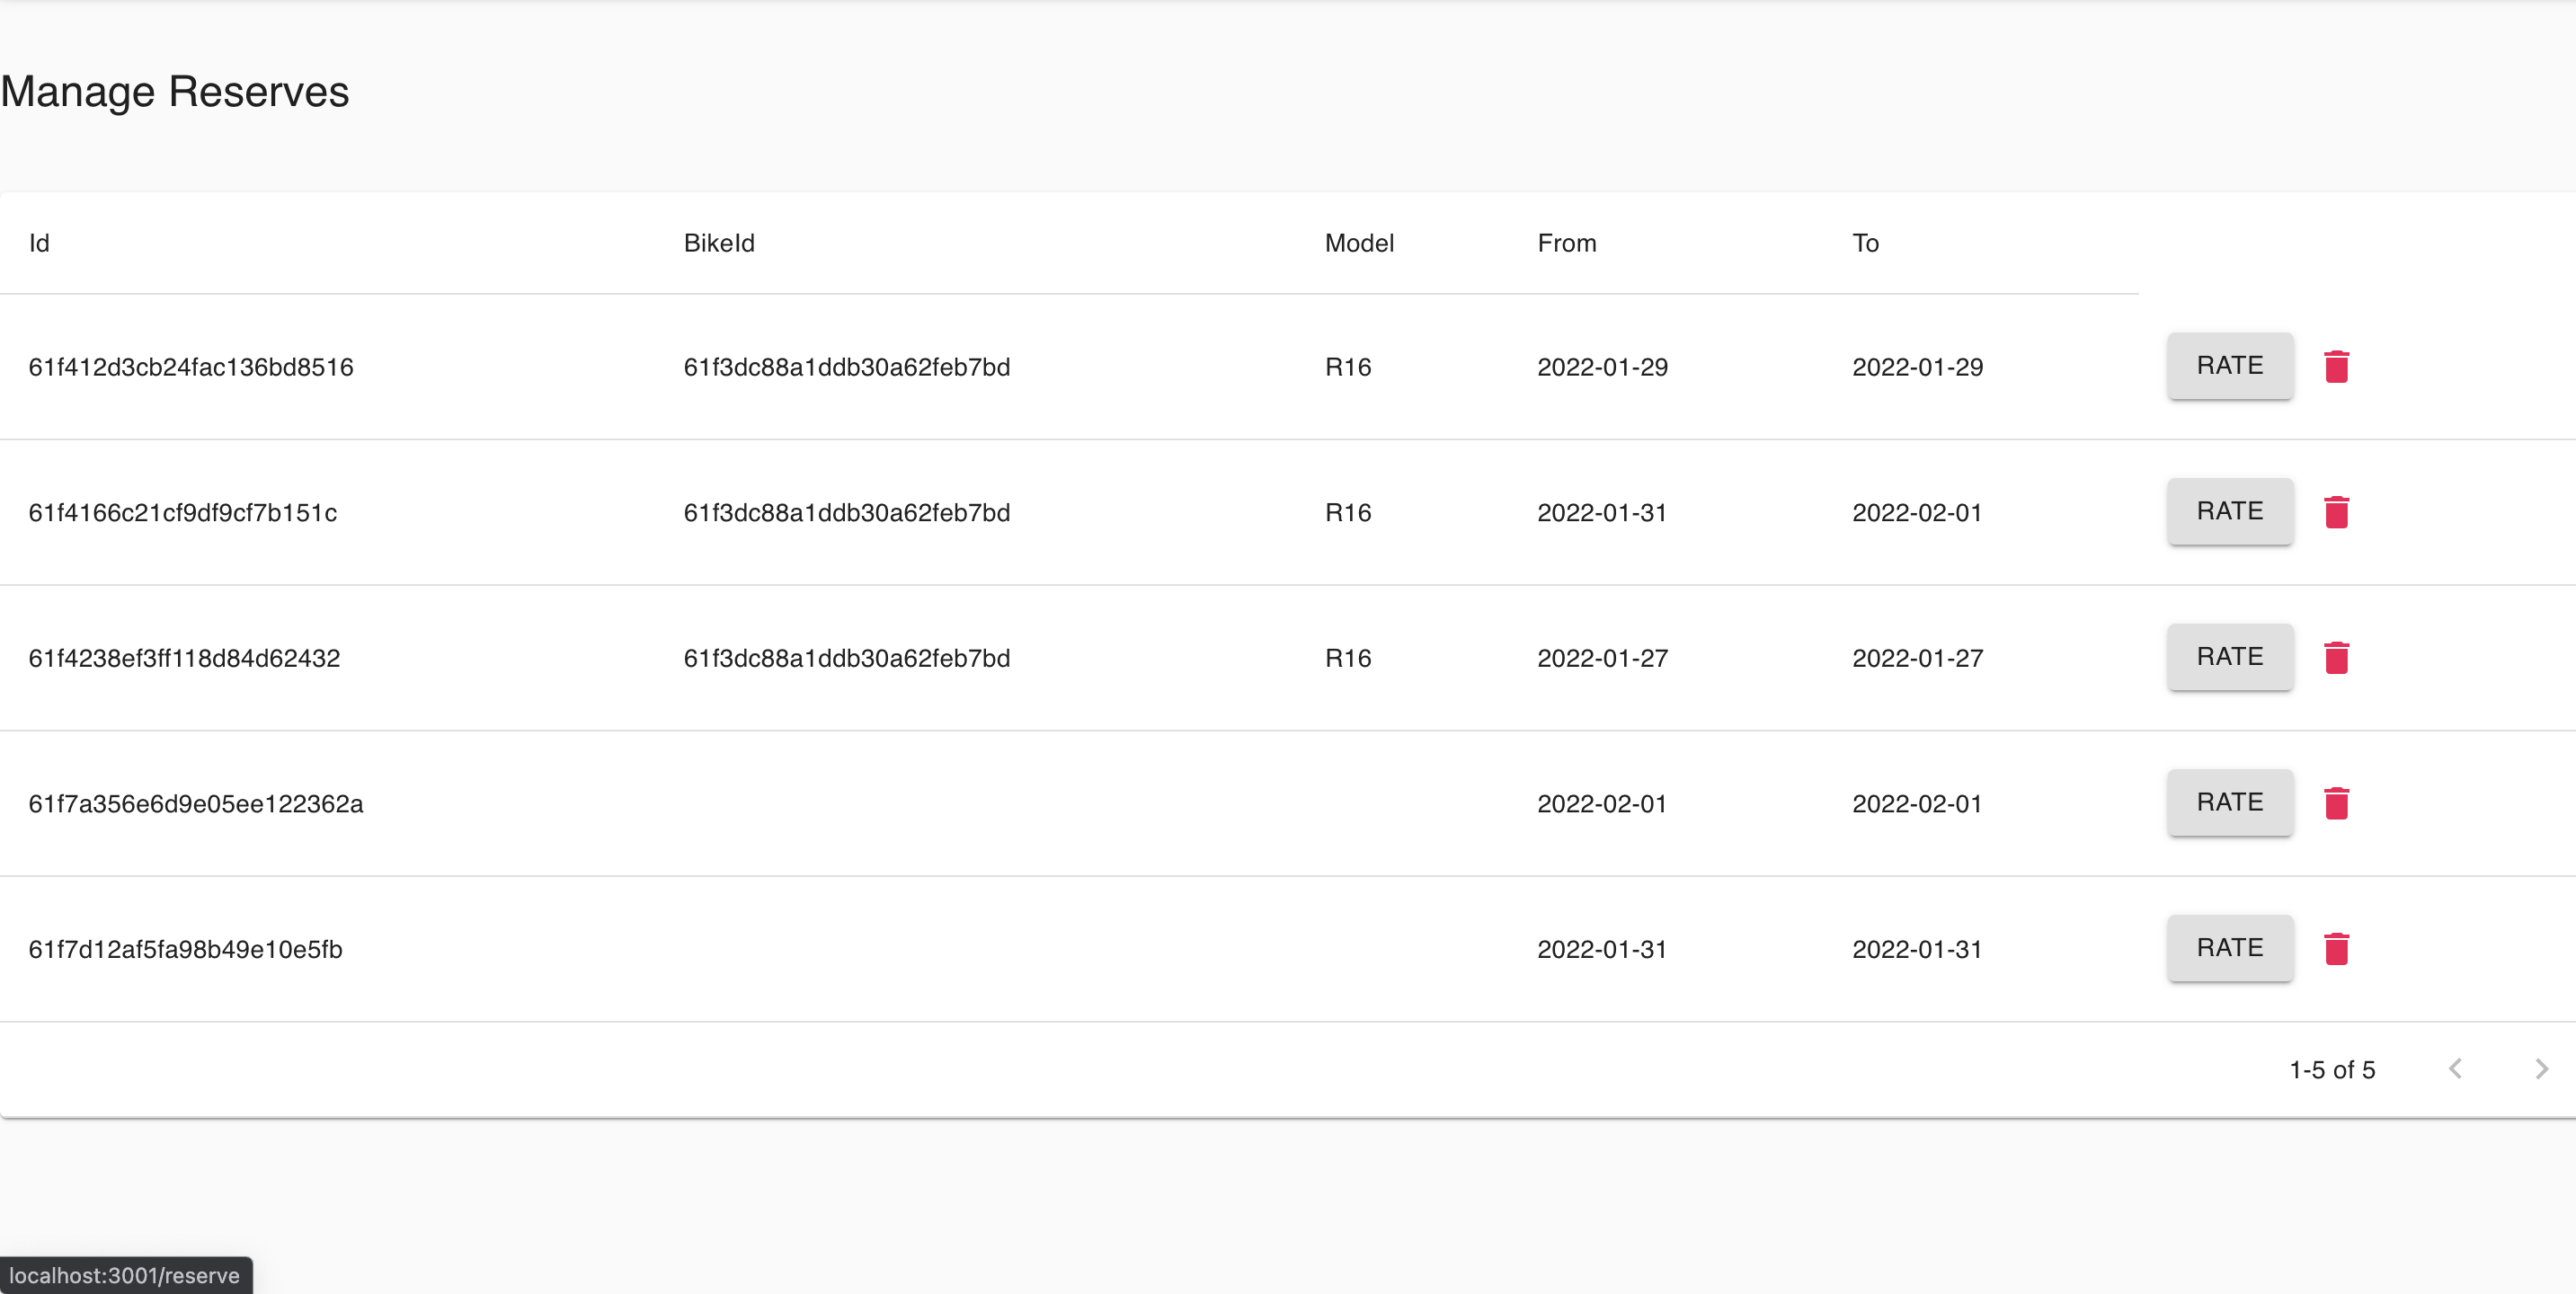 Manage Reserves
Id BikeId Model From To
61f412d3cb24fac136bd8516 61f3dc88a1ddb30a62feb7bd R16 2022-01-29 2022-01-29 RATE
61f4166c21cf9df9cf7b151c 61f3dc88a1ddb30a62feb7bd R16 2022-01-31 2022-02-01 RATE
61f4238ef3ff118d84d62432 61f3dc88a1ddb30a62feb7bd R16 2022-01-27 2022-01-27 RATE
61f7a356e6d9e05ee122362a 2022-02-01 2022-02-01 RATE
61f7d12af5fa98b49e10e5fb 2022-01-31 2022-01-31 RATE
1-5 of 5
localhost:3001/reserve